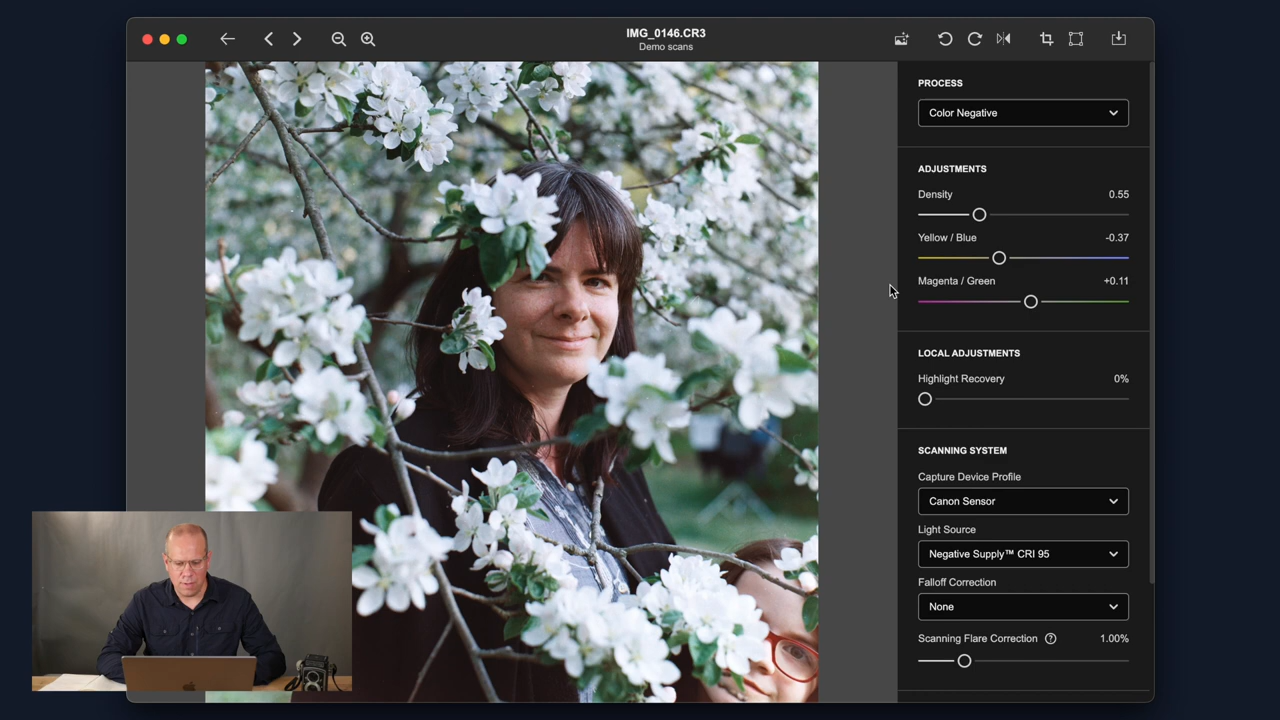 IMG_0146.CR3
Demo scans
PROCESS
Color Negative
ADJUSTMENTS
Density 0.55
Yellow / Blue -0.37
Magenta / Green +0.11
LOCAL ADJUSTMENTS
Highlight Recovery 0%
SCANNING SYSTEM
Capture Device Profile
Canon Sensor
Light Source
Negative Supply™ CRI 95
Falloff Correction
None
Scanning Flare Correction ? 1.00%